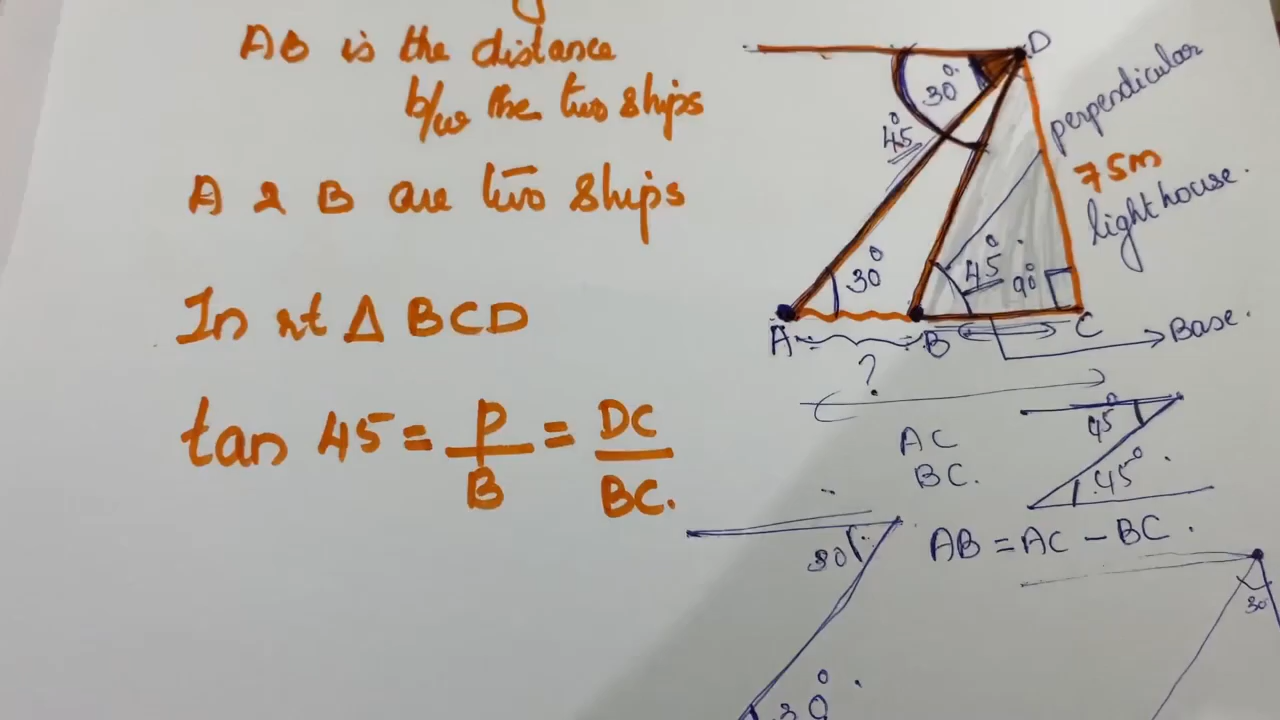 AB is the distance
b/w the two ships
A & B are two ships
In rt Δ BCD
tan 45 = P/B = DC/BC.
D
30°
45°
perpendicular
75m
light house.
30°
45°
90°
A
B
C
Base.
?
AC
BC.
45°
45°
AB = AC - BC.
30
30°
30°